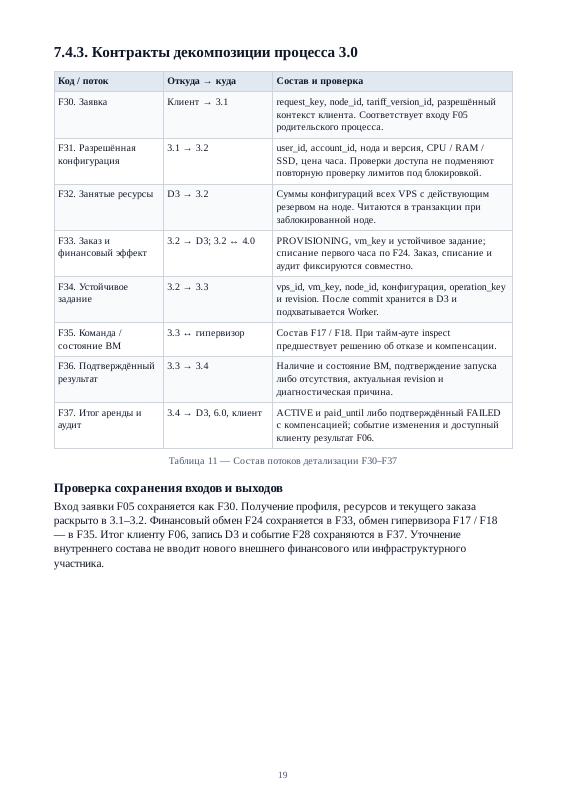 7.4.3. Контракты декомпозиции процесса 3.0
Код / поток
Откуда → куда
Состав и проверка
F30. Заявка
Клиент → 3.1
request_key, node_id, tariff_version_id, разрешённый
контекст клиента. Соответствует входу F05
родительского процесса.
F31. Разрешённая
конфигурация
3.1 → 3.2
user_id, account_id, нода и версия, CPU / RAM /
SSD, цена часа. Проверки доступа не подменяют
повторную проверку лимитов под блокировкой.
F32. Занятые ресурсы
D3 → 3.2
Суммы конфигураций всех VPS с действующим
резервом на ноде. Читаются в транзакции при
заблокированной ноде.
F33. Заказ и
финансовый эффект
3.2 → D3; 3.2 ↔ 4.0
PROVISIONING, vm_key и устойчивое задание;
списание первого часа по F24. Заказ, списание и
аудит фиксируются совместно.
F34. Устойчивое
задание
3.2 → 3.3
vps_id, vm_key, node_id, конфигурация, operation_key
и revision. После commit хранится в D3 и
подхватывается Worker.
F35. Команда /
состояние ВМ
3.3 ↔ гипервизор
Состав F17 / F18. При тайм-ауте inspect
предшествует решению об отказе и компенсации.
F36. Подтверждённый
результат
3.3 → 3.4
Наличие и состояние ВМ, подтверждение запуска
либо отсутствия, актуальная revision и
диагностическая причина.
F37. Итог аренды и
аудит
3.4 → D3, 6.0, клиент
ACTIVE и paid_until либо подтверждённый FAILED
с компенсацией; событие изменения и доступный
клиенту результат F06.
Таблица 11 — Состав потоков детализации F30–F37
Проверка сохранения входов и выходов
Вход заявки F05 сохраняется как F30. Получение профиля, ресурсов и текущего заказа
раскрыто в 3.1–3.2. Финансовый обмен F24 сохраняется в F33, обмен гипервизора F17 / F18
— в F35. Итог клиенту F06, запись D3 и событие F28 сохраняются в F37. Уточнение
внутреннего состава не вводит нового внешнего финансового или инфраструктурного
участника.
19